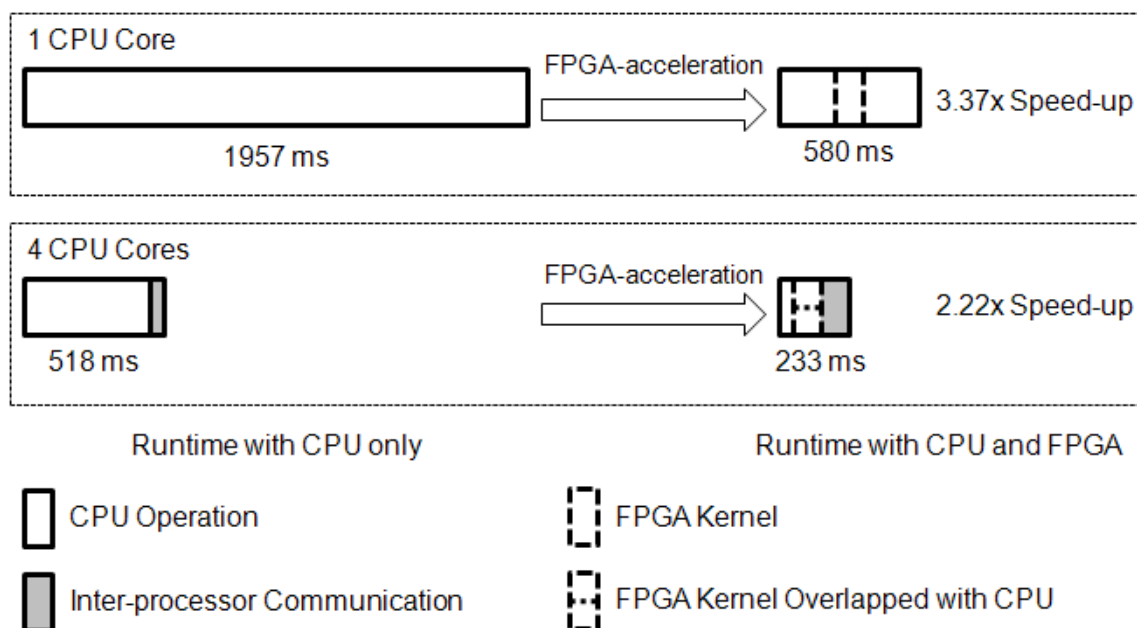 1 CPU Core
FPGA-acceleration
3.37x Speed-up
1957 ms
580 ms
4 CPU Cores
FPGA-acceleration
2.22x Speed-up
518 ms
233 ms
Runtime with CPU only
Runtime with CPU and FPGA
CPU Operation
FPGA Kernel
Inter-processor Communication
FPGA Kernel Overlapped with CPU